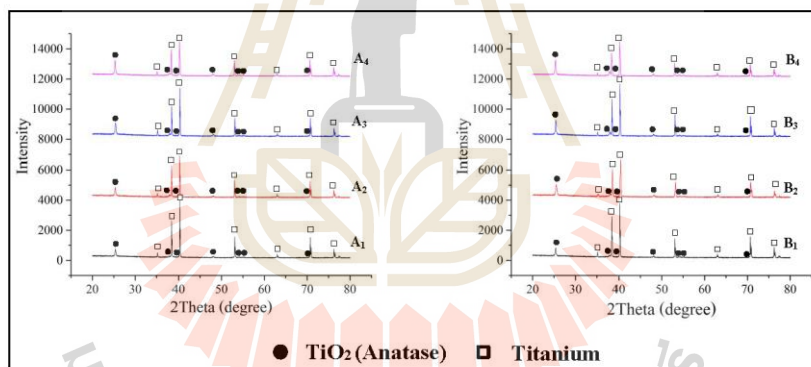 14000
12000
10000
8000
6000
4000
2000
0
Intensity
A4
A3
A2
A1
20 30 40 50 60 70 80
2Theta (degree)
14000
12000
10000
8000
6000
4000
2000
0
Intensity
B4
B3
B2
B1
20 30 40 50 60 70 80
2Theta (degree)
TiO2 (Anatase) Titanium